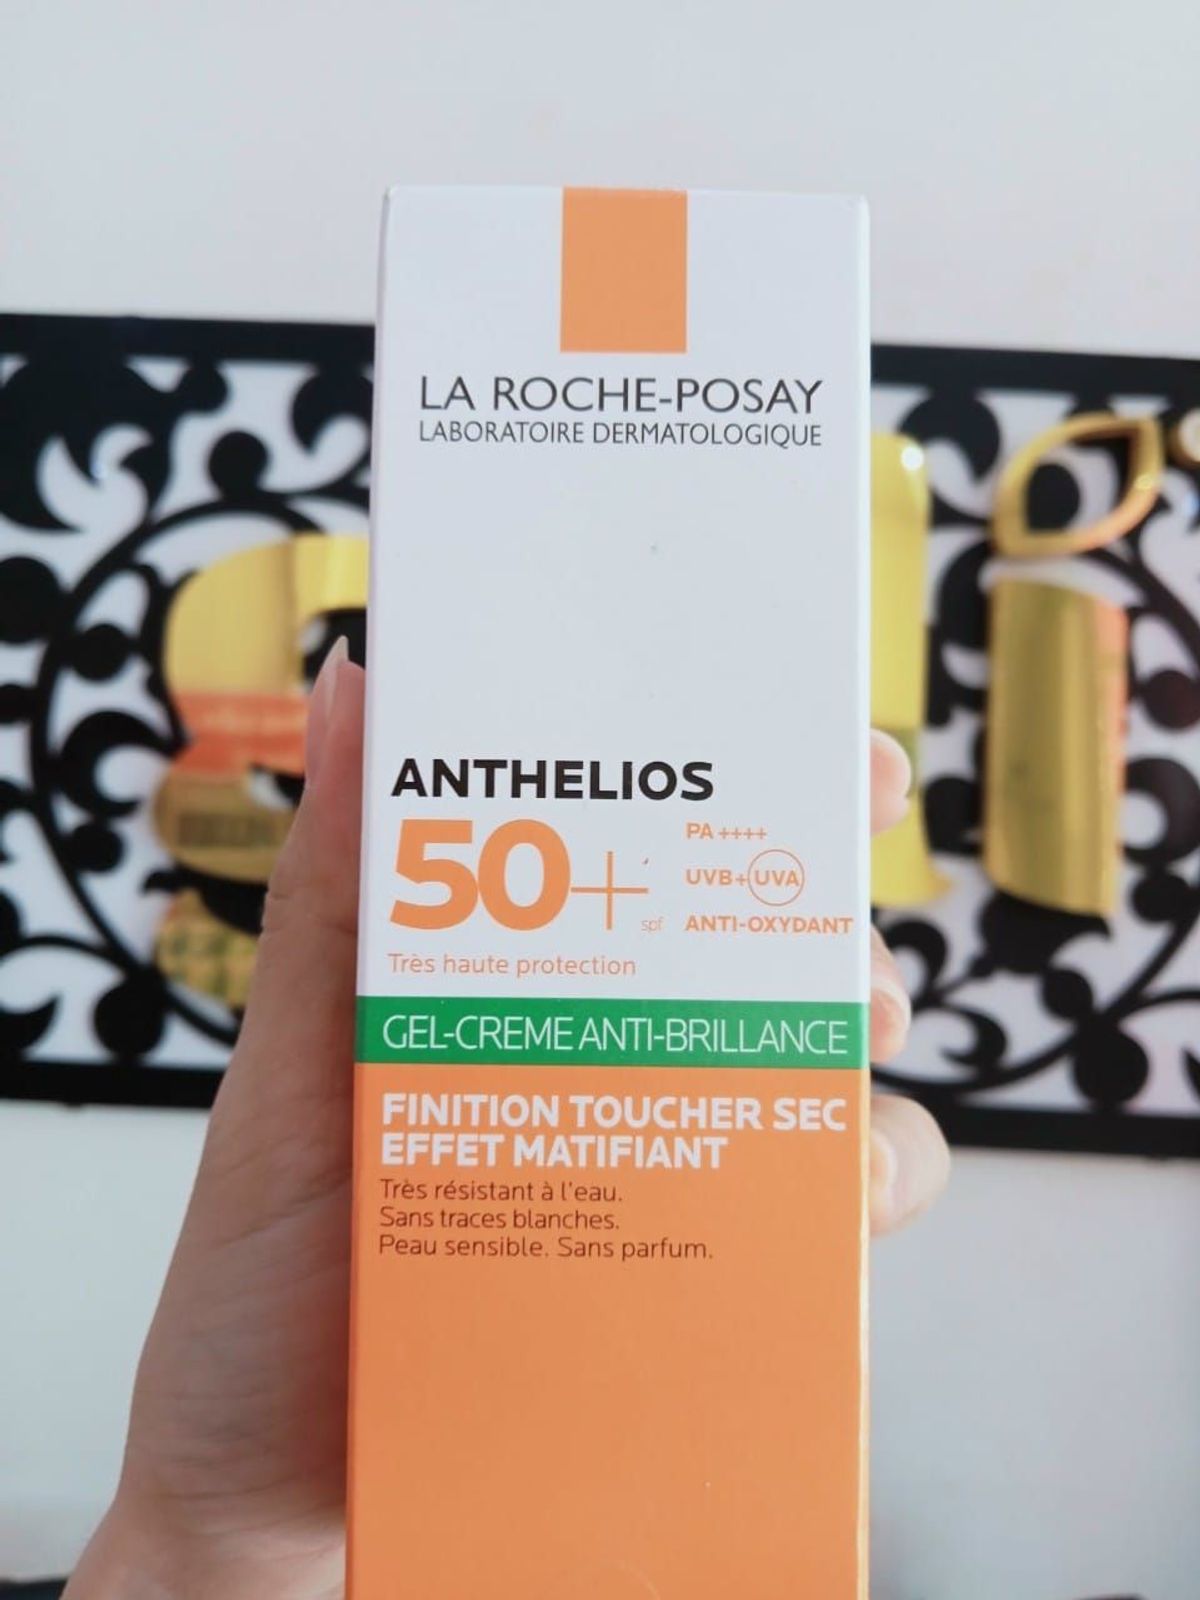 LA ROCHE-POSAY
LABORATOIRE DERMATOLOGIQUE
ANTHELIOS
50+ spf
PA ++++
UVB+UVA
ANTI-OXYDANT
Très haute protection
GEL-CREME ANTI-BRILLANCE
FINITION TOUCHER SEC
EFFET MATIFIANT
Très résistant à l'eau.
Sans traces blanches.
Peau sensible. Sans parfum.